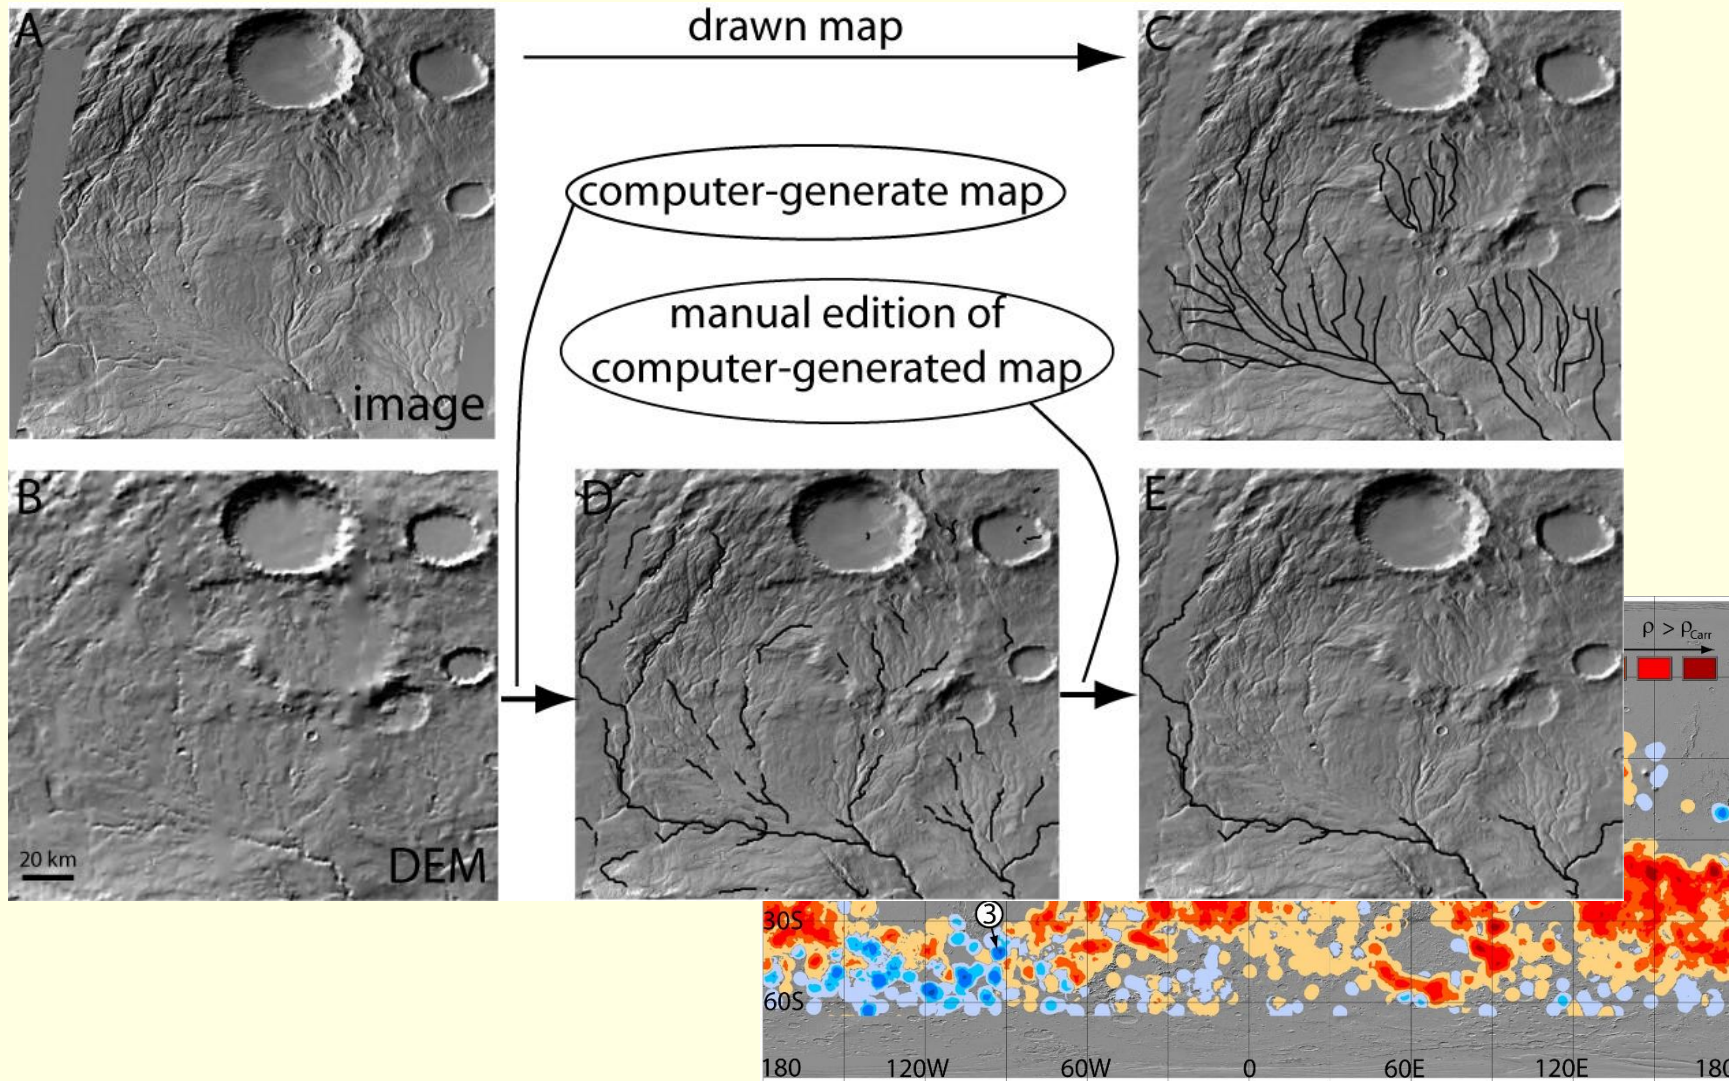 A
drawn map
C
computer-generate map
manual edition of
computer-generated map
image
B
D
E
20 km
DEM
ρ > ρCarr
30S
3
60S
180
120W
60W
0
60E
120E
180